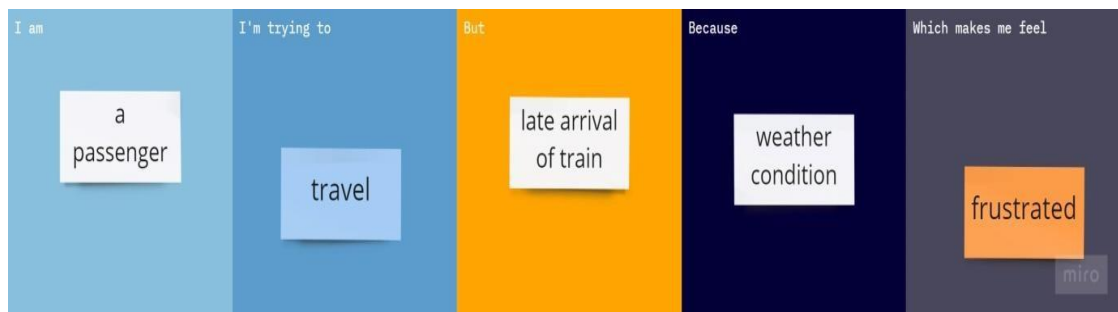 I am
a
passenger
I'm trying to
travel
But
late arrival
of train
Because
weather
condition
Which makes me feel
frustrated
miro